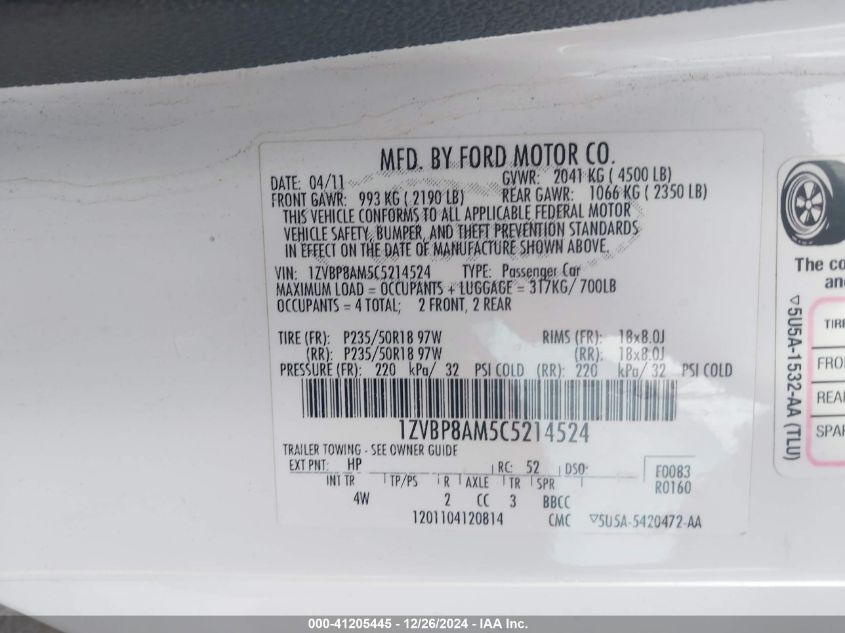 MFD. BY FORD MOTOR CO.
DATE: 04/11 GVWR: 2041 KG ( 4500 LB)
FRONT GAWR: 993 KG ( 2190 LB) REAR GAWR: 1066 KG ( 2350 LB)
THIS VEHICLE CONFORMS TO ALL APPLICABLE FEDERAL MOTOR
VEHICLE SAFETY, BUMPER, AND THEFT PREVENTION STANDARDS
IN EFFECT ON THE DATE OF MANUFACTURE SHOWN ABOVE.
VIN: 1ZVBP8AM5C5214524 TYPE: Passenger Car
MAXIMUM LOAD = OCCUPANTS + LUGGAGE = 317KG/ 700LB
OCCUPANTS = 4 TOTAL; 2 FRONT, 2 REAR
TIRE (FR): P235/50R18 97W RIMS (FR): 18x8.0J
(RR): P235/50R18 97W (RR): 18x8.0J
PRESSURE (FR): 220 kPa/ 32 PSI COLD (RR): 220 kPa/ 32 PSI COLD
1ZVBP8AM5C5214524
TRAILER TOWING - SEE OWNER GUIDE
EXT PNT: HP RC: 52 DSO: F0083
INT TR TP/PS R AXLE TR SPR R0160
4W 2 CC 3 BBCC
1201104120814 CMC ▽5U5A-5420472-AA
The co
an
▽5U5A-1532-AA (TLU)
TIRE
FRO
REA
SPAR
000-41205445 - 12/26/2024 - IAA Inc.